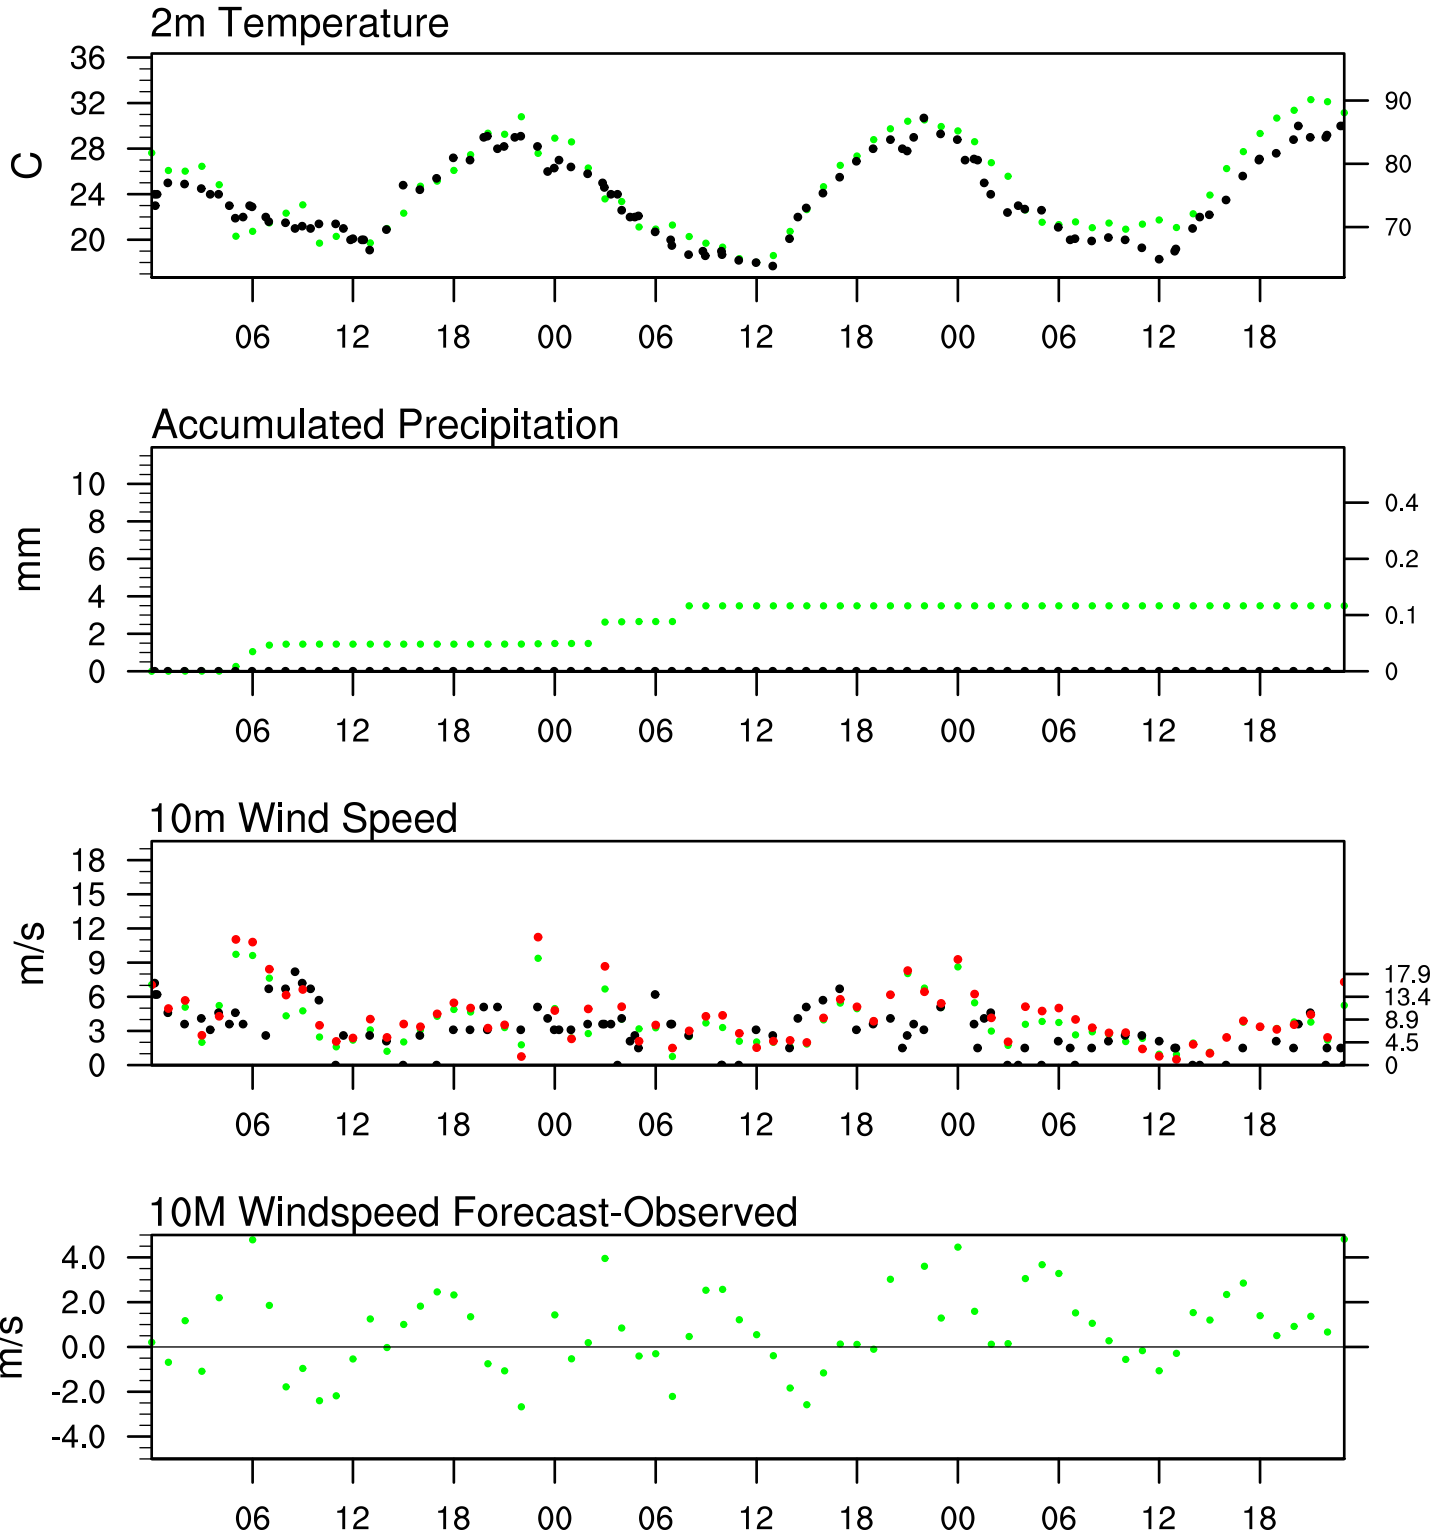 2m Temperature
36
32
28
24
20
C
90
80
70
06 12 18 00 06 12 18 00 06 12 18
Accumulated Precipitation
10
8
6
4
2
0
mm
0.4
0.2
0.1
0
06 12 18 00 06 12 18 00 06 12 18
10m Wind Speed
18
15
12
9
6
3
0
m/s
17.9
13.4
8.9
4.5
0
06 12 18 00 06 12 18 00 06 12 18
10M Windspeed Forecast-Observed
4.0
2.0
0.0
-2.0
-4.0
m/s
06 12 18 00 06 12 18 00 06 12 18